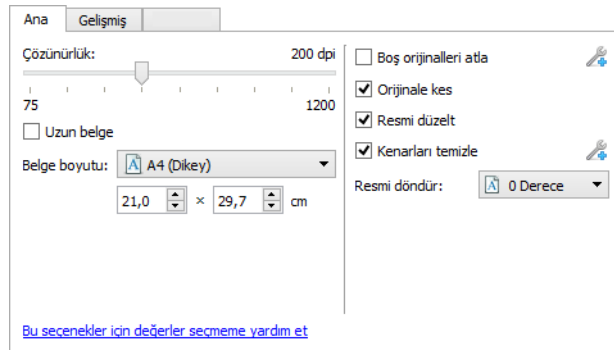 Ana
Gelişmiş
Çözünürlük:
200 dpi
75
1200
Uzun belge
Belge boyutu:
A4 (Dikey)
21,0 × 29,7 cm
Boş orijinalleri atla
Orijinale kes
Resmi düzelt
Kenarları temizle
Resmi döndür:
0 Derece
Bu seçenekler için değerler seçmeme yardım et